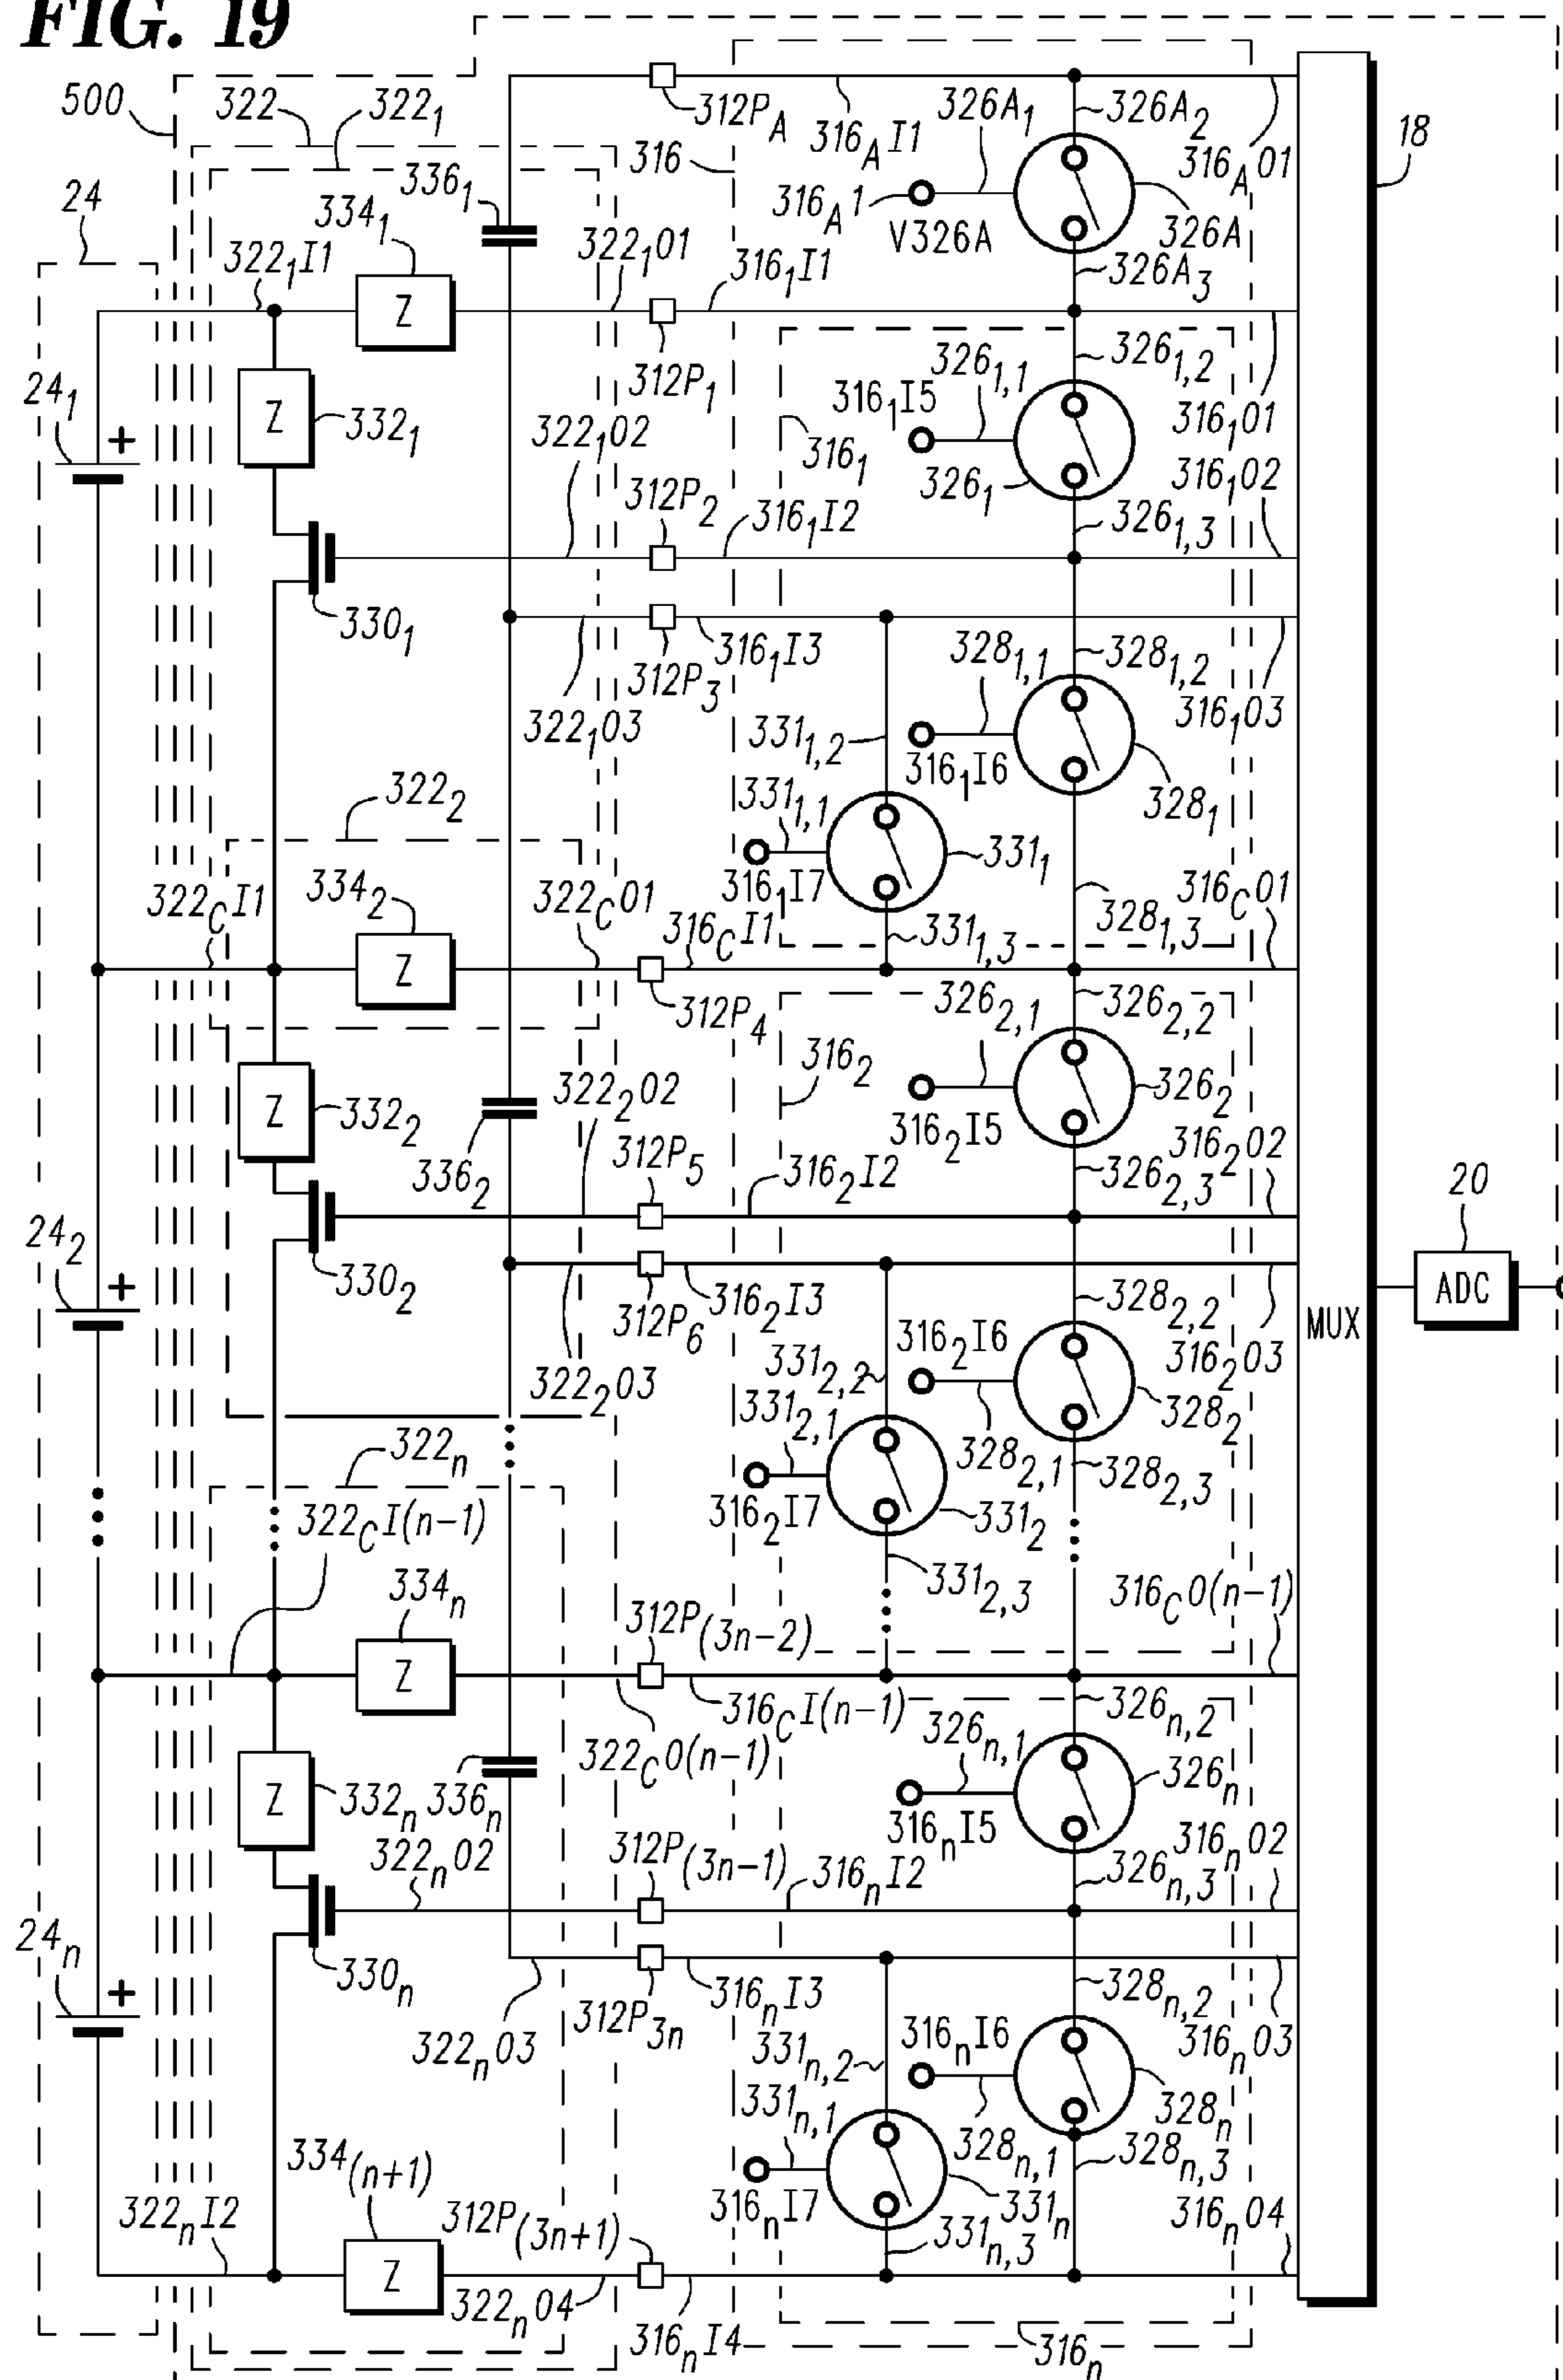 FIG. 19
500
322
322₁
312P_A
316_A I1
326A₁
326A₂
316_A 01
18
24
336₁
316
316_A 1
V326A
326A
334₁
322₁I1
322₁01
316₁I1
326A₃
Z
312P₁
326₁,₁
326₁,₂
24₁
+
Z
332₁
316₁I5
316₁
316₁01
322₁02
326₁
316₁02
312P₂
316₁I2
326₁,₃
330₁
316₁I3
328₁,₁
328₁,₂
312P₃
322₁03
331₁,₂
316₁I6
316₁03
322₂
331₁,₁
328₁
331₁
322_C I1
334₂
322_C 01
316₁I7
316_C 01
316_C I1
331₁,₃
328₁,₃
Z
312P₄
326₂,₁
326₂,₂
316₂
Z
332₂
322₂02
316₂I5
326₂
336₂
312P₅
316₂I2
316₂02
326₂,₃
20
24₂
+
330₂
ADC
312P₆
316₂I3
328₂,₂
MUX
316₂I6
316₂03
322₂03
331₂,₂
331₂,₁
328₂
322_n
328₂,₁
328₂,₃
316₂I7
331₂
322_C I(n-1)
334_n
331₂,₃
316_C 0(n-1)
312P_(3n-2)
Z
316_C I(n-1)
326_n,₁
326_n,₂
322_C 0(n-1)
Z
332_n
336_n
326_n
316_n I5
322_n 02
312P_(3n-1)
316_n I2
316_n 02
326_n,₃
24_n
+
330_n
316_n I3
328_n,₂
312P_3n
322_n 03
316_n I6
316_n 03
331_n,₂
331_n,₁
328_n
334_(n+1)
328_n,₁
328_n,₃
322_n I2
312P_(3n+1)
316_n I7
331_n
316_n 04
331_n,₃
Z
322_n 04
316_n I4
316_n